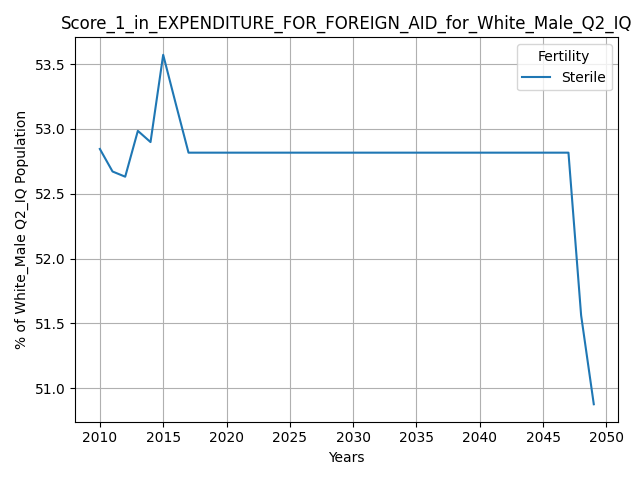 Score_1_in_EXPENDITURE_FOR_FOREIGN_AID_for_White_Male_Q2_IQ
Fertility
Sterile
% of White_Male Q2_IQ Population
53.5
53.0
52.5
52.0
51.5
51.0
2010 2015 2020 2025 2030 2035 2040 2045 2050
Years